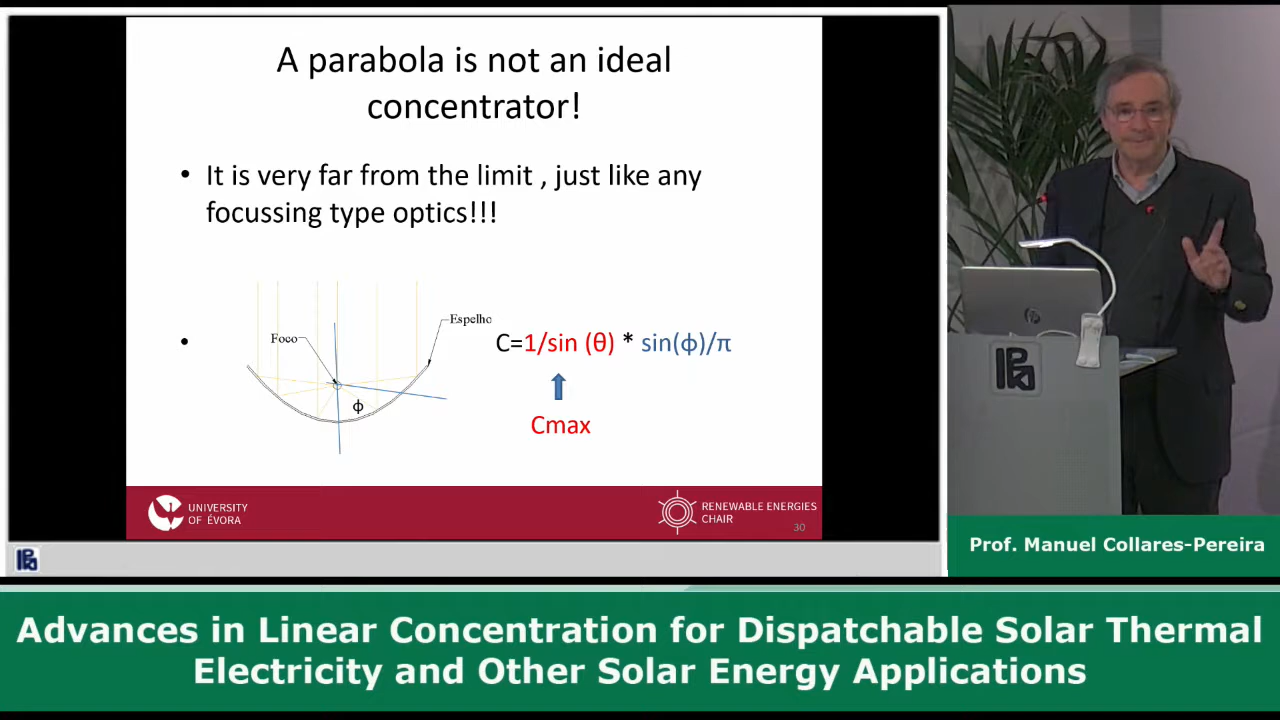 A parabola is not an ideal
concentrator!
• It is very far from the limit , just like any
focussing type optics!!!
Foco
Espelho
ϕ
• C=1/sin (θ) * sin(ϕ)/π
Cmax
UNIVERSITY
OF ÉVORA
RENEWABLE ENERGIES
CHAIR
30
Prof. Manuel Collares-Pereira
Advances in Linear Concentration for Dispatchable Solar Thermal
Electricity and Other Solar Energy Applications